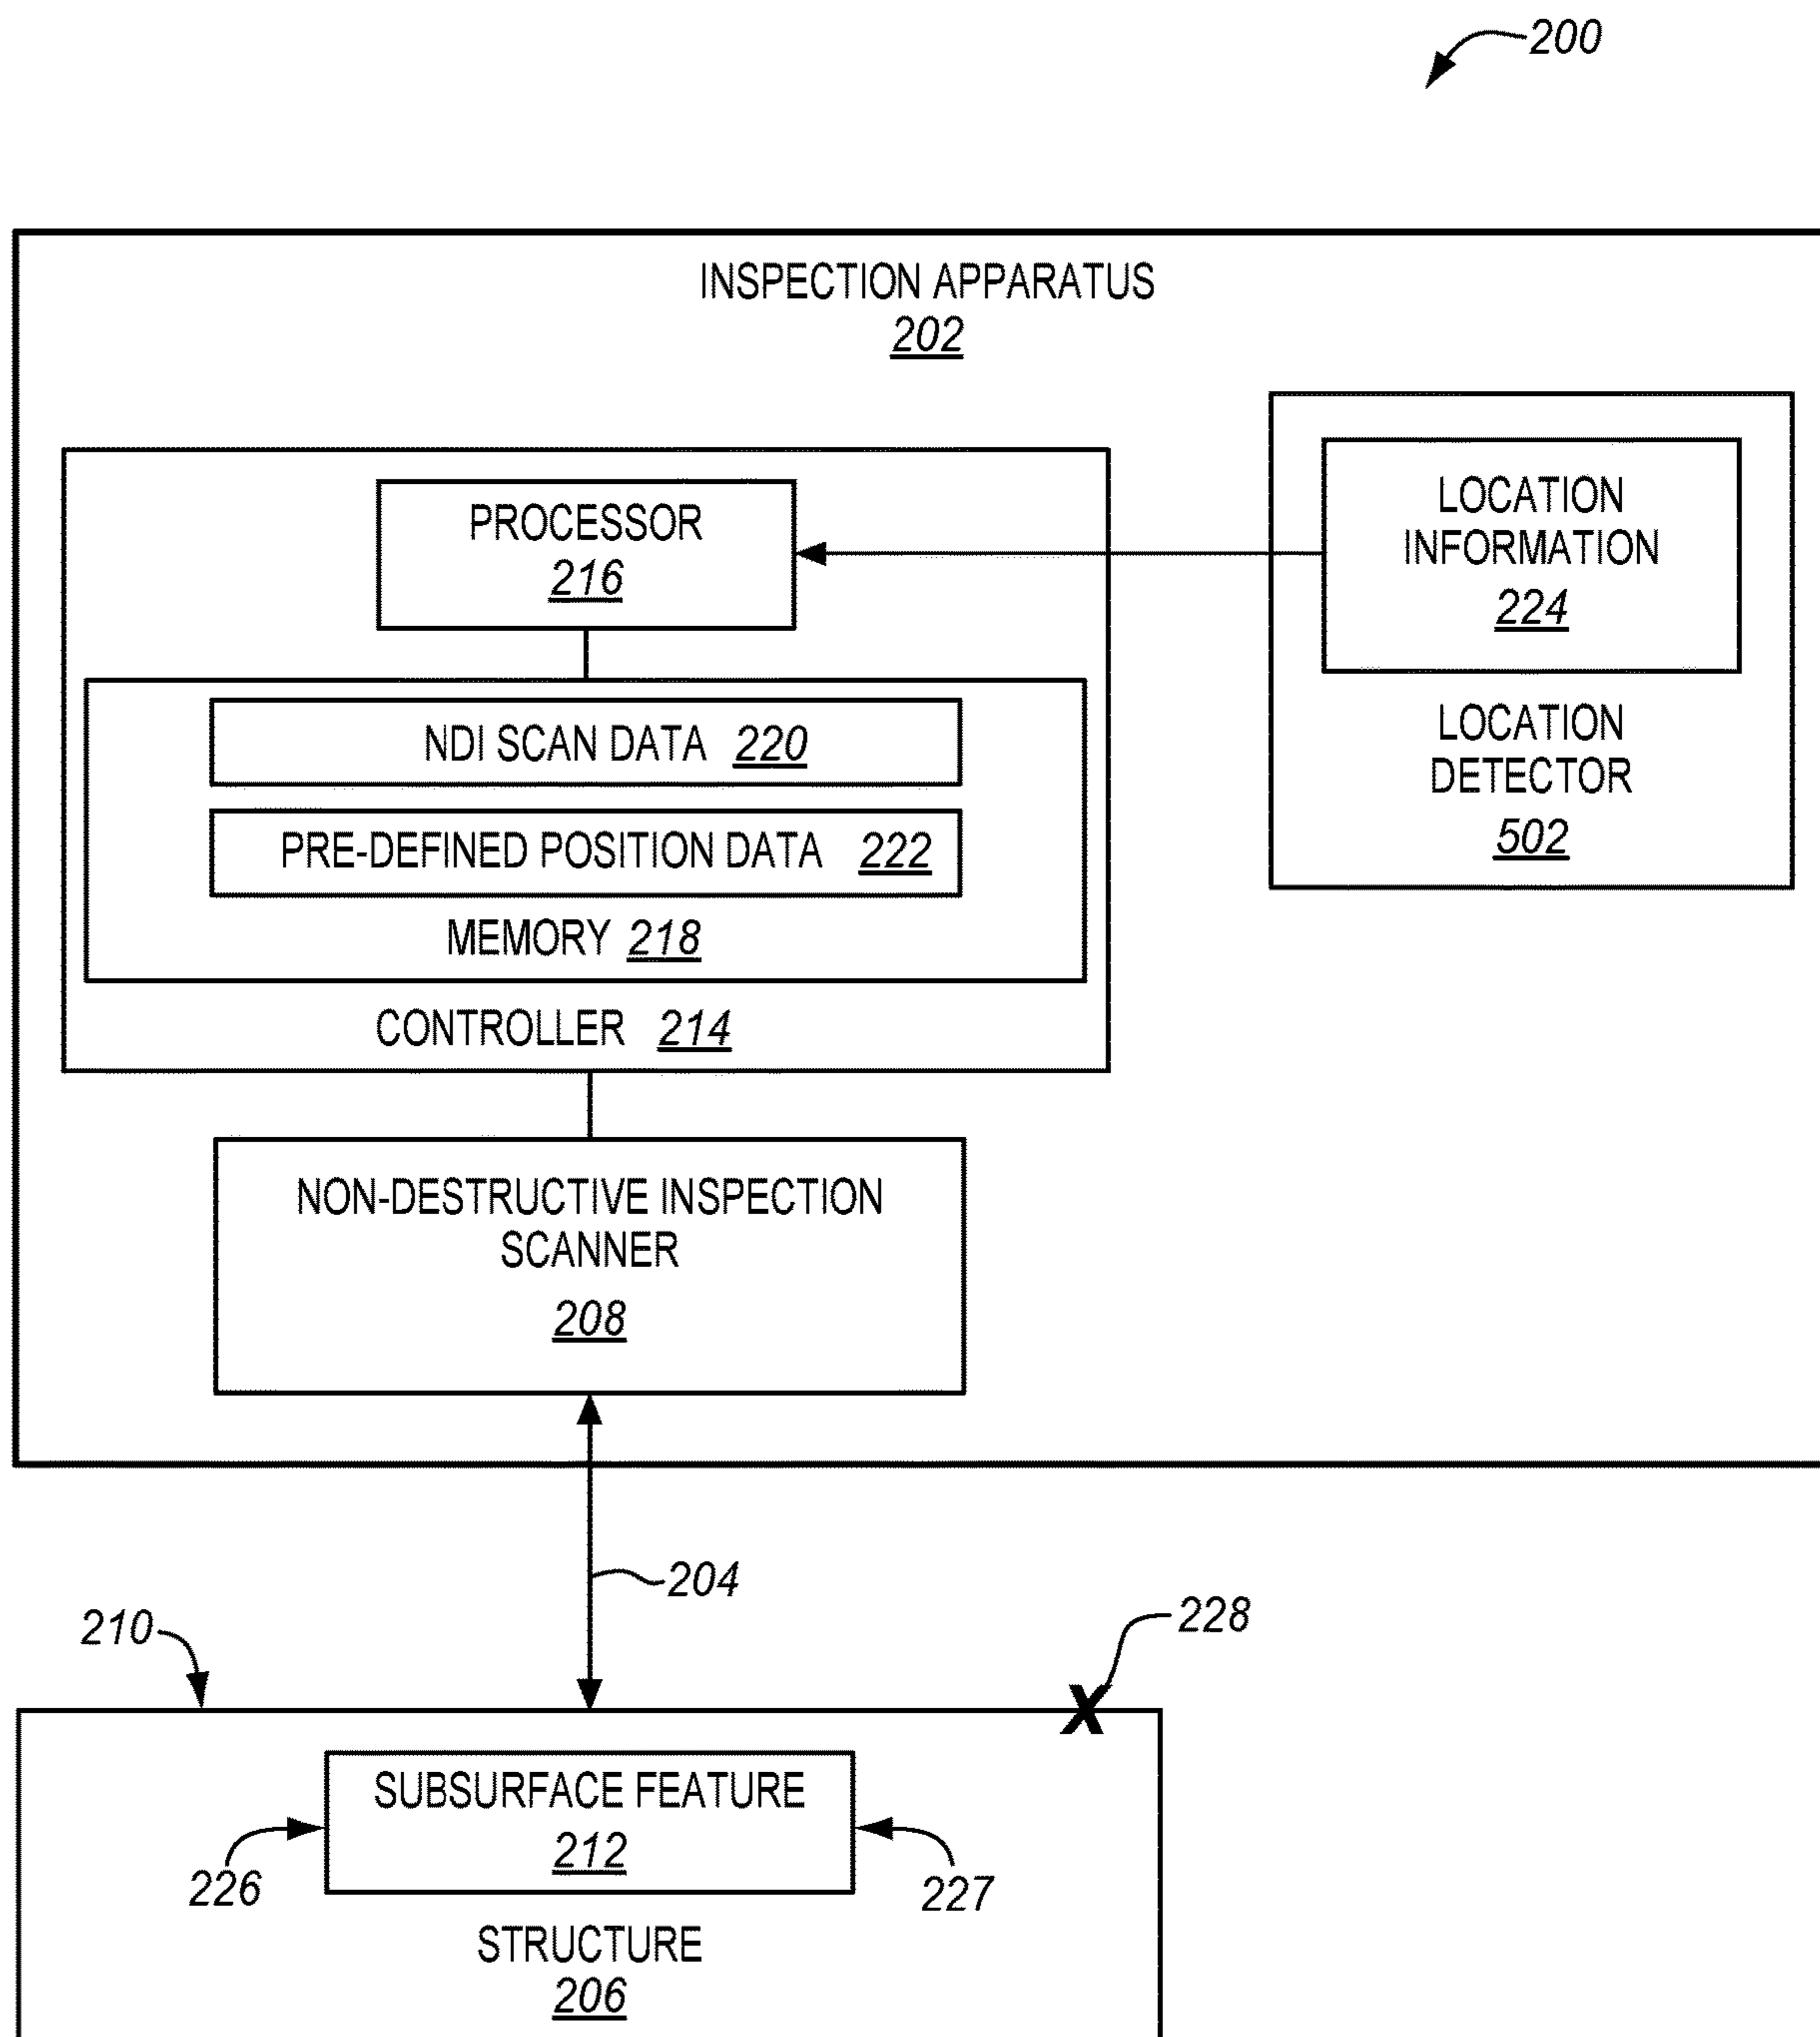 200
INSPECTION APPARATUS
202
PROCESSOR
216
LOCATION
INFORMATION
224
NDI SCAN DATA 220
PRE-DEFINED POSITION DATA 222
MEMORY 218
CONTROLLER 214
LOCATION
DETECTOR
502
NON-DESTRUCTIVE INSPECTION
SCANNER
208
204
210
228
X
SUBSURFACE FEATURE
212
226
227
STRUCTURE
206